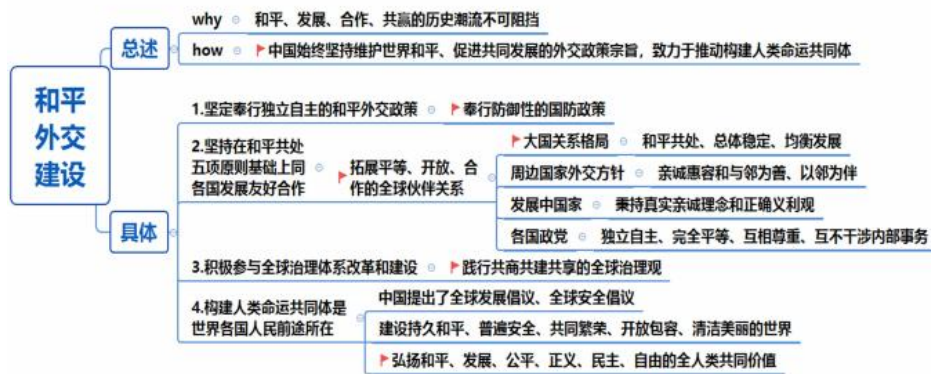 和平
外交
建设
总述
why
和平、发展、合作、共赢的历史潮流不可阻挡
how
中国始终坚持维护世界和平、促进共同发展的外交政策宗旨，致力于推动构建人类命运共同体
具体
1.坚定奉行独立自主的和平外交政策
奉行防御性的国防政策
2.坚持在和平共处
五项原则基础上同
各国发展友好合作
拓展平等、开放、合
作的全球伙伴关系
大国关系格局
和平共处、总体稳定、均衡发展
周边国家外交方针
亲诚惠容和与邻为善、以邻为伴
发展中国家
秉持真实亲诚理念和正确义利观
各国政党
独立自主、完全平等、互相尊重、互不干涉内部事务
3.积极参与全球治理体系改革和建设
践行共商共建共享的全球治理观
4.构建人类命运共同体是
世界各国人民前途所在
中国提出了全球发展倡议、全球安全倡议
建设持久和平、普遍安全、共同繁荣、开放包容、清洁美丽的世界
弘扬和平、发展、公平、正义、民主、自由的全人类共同价值